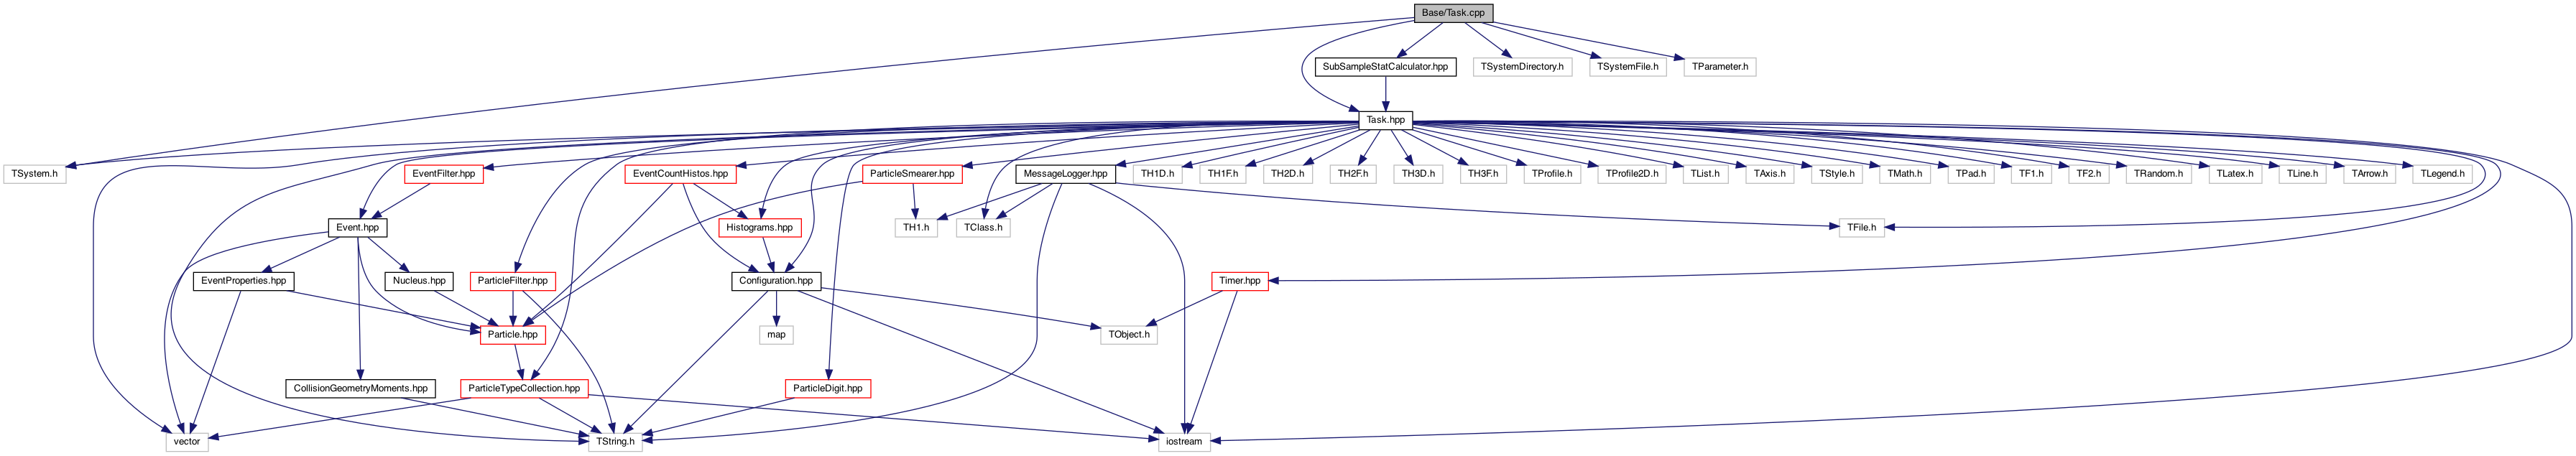 Base/Task.cpp
SubSampleStatCalculator.hpp
TSystemDirectory.h
TSystemFile.h
TParameter.h
Task.hpp
TSystem.h
EventFilter.hpp
EventCountHistos.hpp
ParticleSmearer.hpp
MessageLogger.hpp
TH1D.h
TH1F.h
TH2D.h
TH2F.h
TH3D.h
TH3F.h
TProfile.h
TProfile2D.h
TList.h
TAxis.h
TStyle.h
TMath.h
TPad.h
TF1.h
TF2.h
TRandom.h
TLatex.h
TLine.h
TArrow.h
TLegend.h
Event.hpp
Histograms.hpp
TH1.h
TClass.h
TFile.h
EventProperties.hpp
Nucleus.hpp
ParticleFilter.hpp
Configuration.hpp
Timer.hpp
Particle.hpp
map
TObject.h
CollisionGeometryMoments.hpp
ParticleTypeCollection.hpp
ParticleDigit.hpp
vector
TString.h
iostream